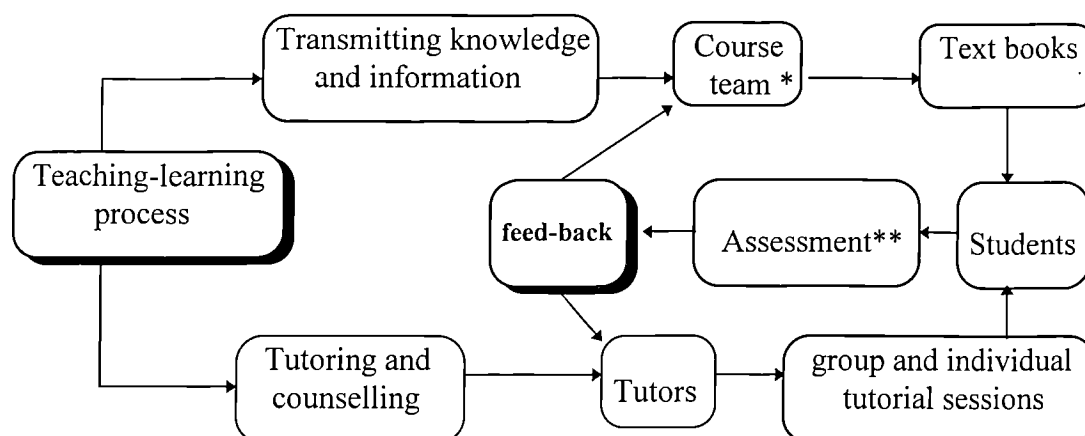 Transmitting knowledge
and information
Course
team *
Text books
Teaching-learning
process
feed-back
Assessment**
Students
Tutoring and
counselling
Tutors
group and individual
tutorial sessions